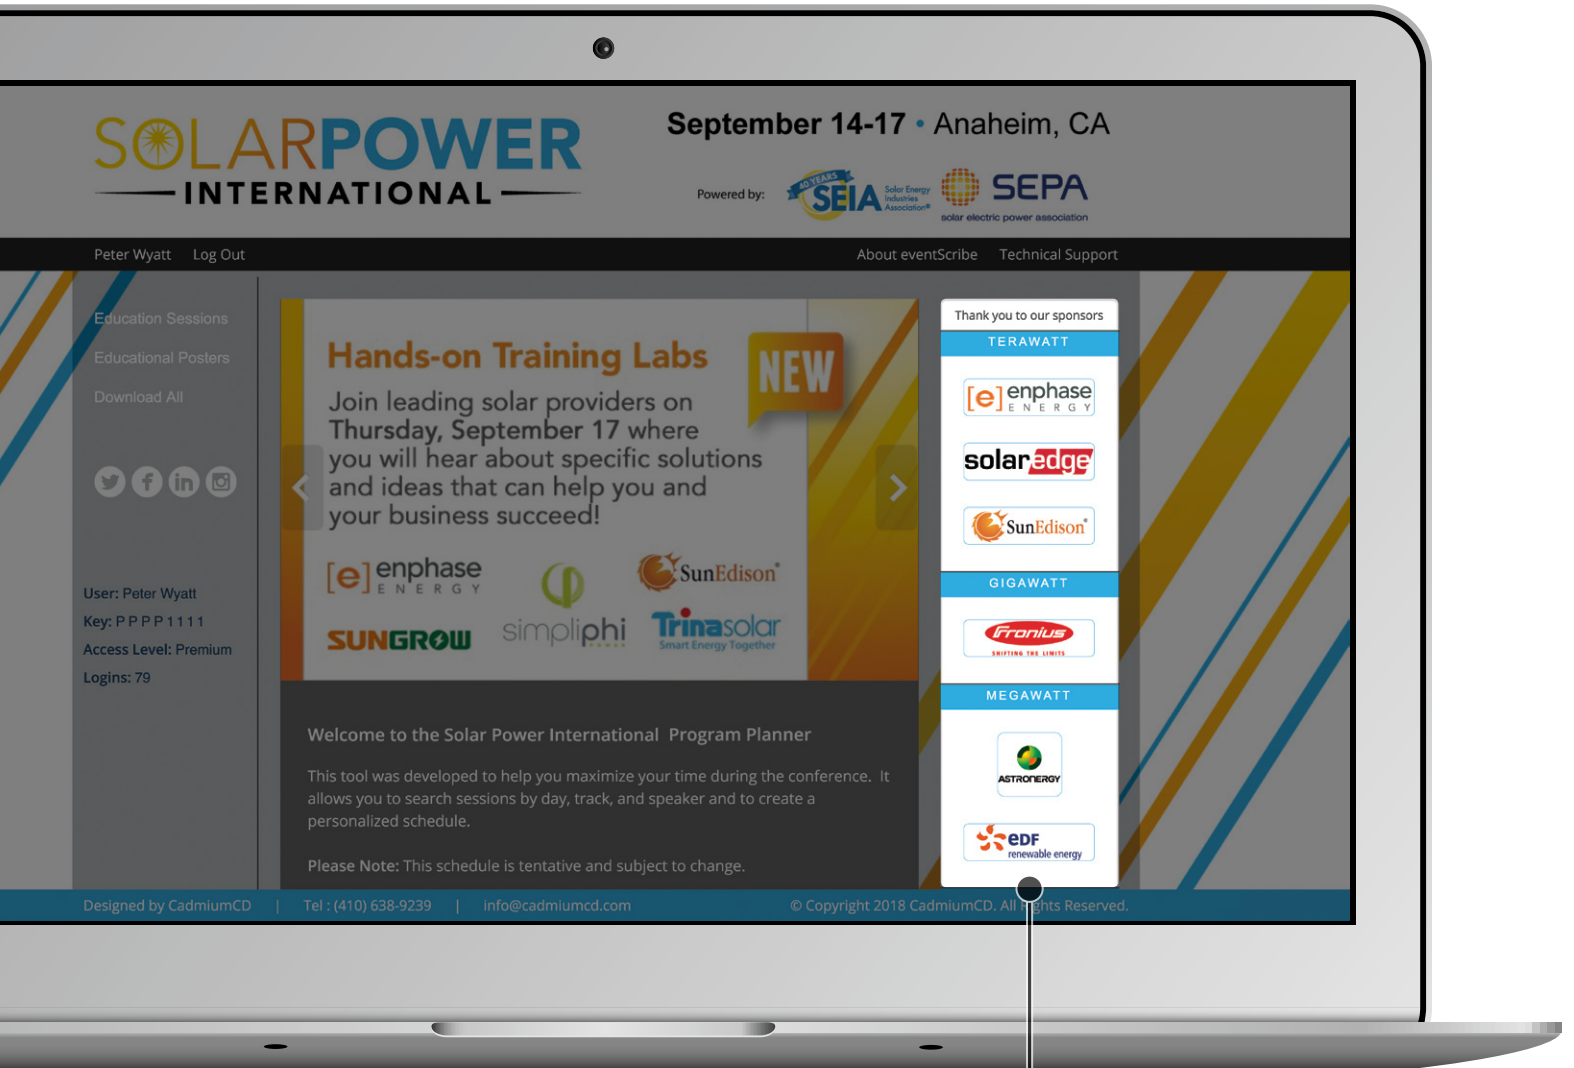 SOLARPOWER
INTERNATIONAL
September 14-17 • Anaheim, CA
Powered by:
40 YEARS
SEIA
Solar Energy
Industries
Association®
SEPA
solar electric power association
Peter Wyatt
Log Out
About eventScribe
Technical Support
Education Sessions
Educational Posters
Download All
User: Peter Wyatt
Key: P P P P 1 1 1 1
Access Level: Premium
Logins: 79
Hands-on Training Labs
NEW
Join leading solar providers on
Thursday, September 17 where
you will hear about specific solutions
and ideas that can help you and
your business succeed!
[e] enphase
ENERGY
SunEdison®
SUNGROW
simpliphi
POWER
Trinasolar
Smart Energy Together
Welcome to the Solar Power International Program Planner
This tool was developed to help you maximize your time during the conference. It
allows you to search sessions by day, track, and speaker and to create a
personalized schedule.
Please Note: This schedule is tentative and subject to change.
Thank you to our sponsors
TERAWATT
[e] enphase
ENERGY
solaredge
SunEdison®
GIGAWATT
Fronius
SHIFTING THE LIMITS
MEGAWATT
ASTRONERGY
eDF
renewable energy
Designed by CadmiumCD | Tel : (410) 638-9239 | info@cadmiumcd.com
© Copyright 2018 CadmiumCD. All Rights Reserved.